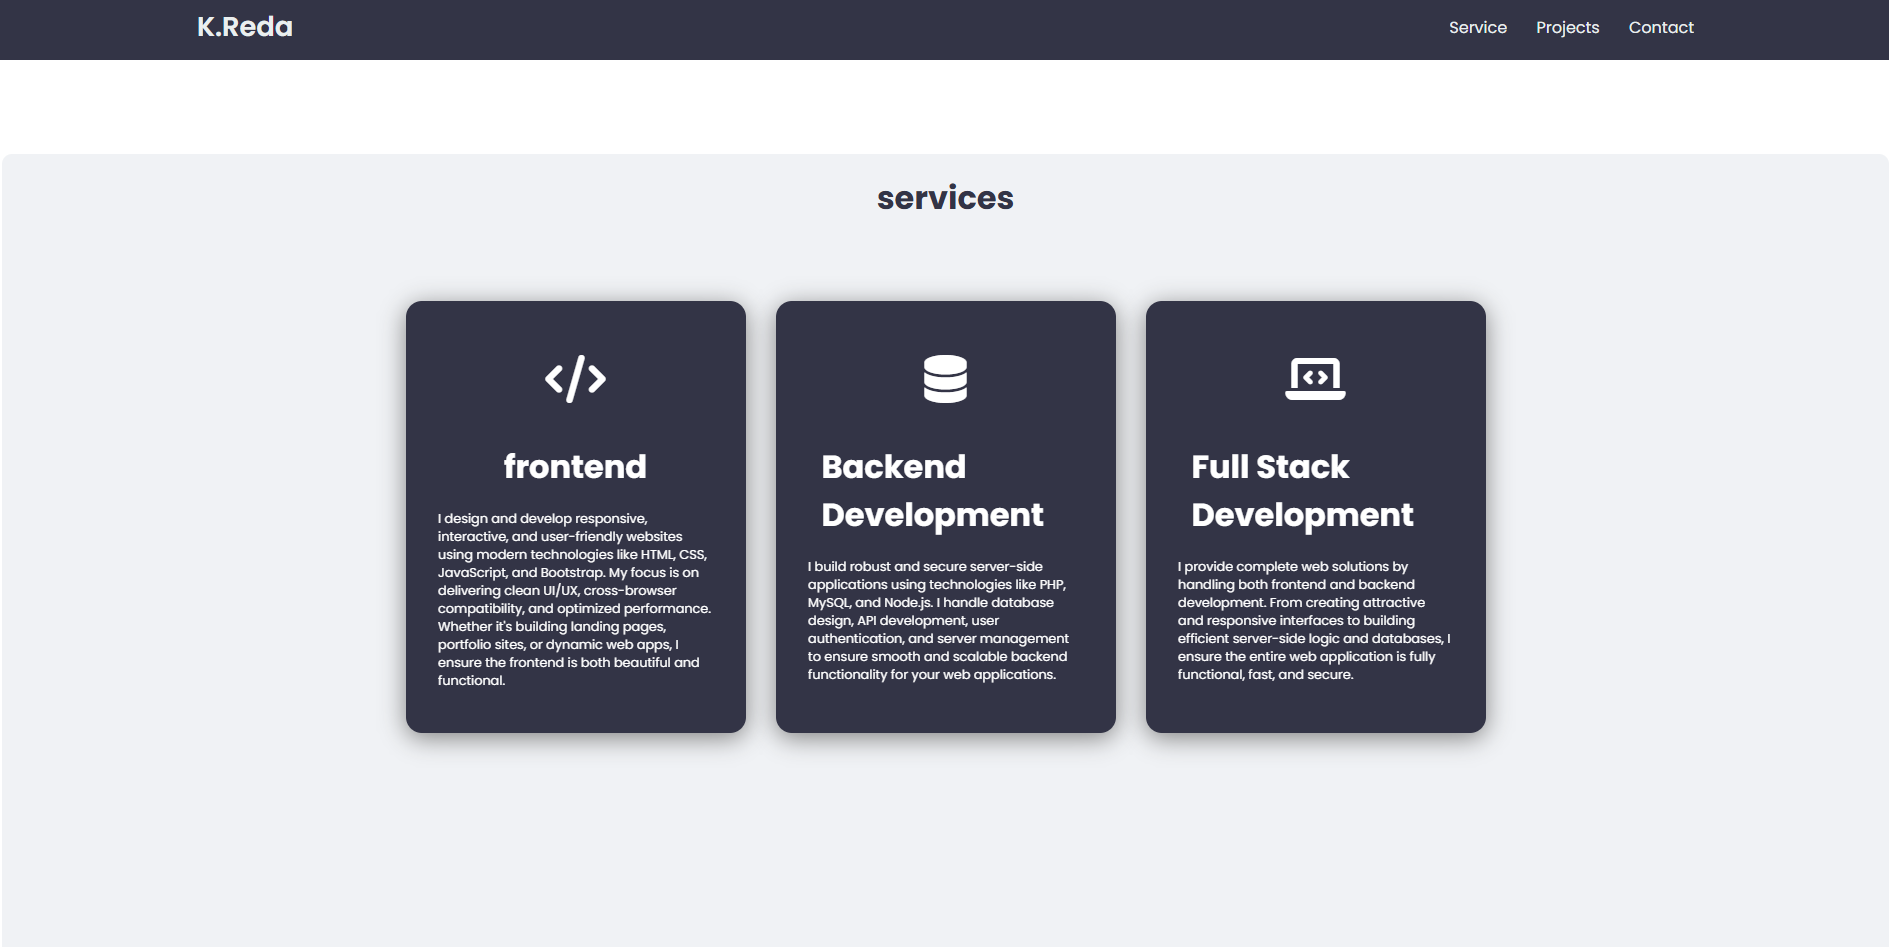 K.Reda
Service Projects Contact
services
frontend
I design and develop responsive,
interactive, and user-friendly websites
using modern technologies like HTML, CSS,
JavaScript, and Bootstrap. My focus is on
delivering clean UI/UX, cross-browser
compatibility, and optimized performance.
Whether it's building landing pages,
portfolio sites, or dynamic web apps, I
ensure the frontend is both beautiful and
functional.
Backend
Development
I build robust and secure server-side
applications using technologies like PHP,
MySQL, and Node.js. I handle database
design, API development, user
authentication, and server management
to ensure smooth and scalable backend
functionality for your web applications.
Full Stack
Development
I provide complete web solutions by
handling both frontend and backend
development. From creating attractive
and responsive interfaces to building
efficient server-side logic and databases, I
ensure the entire web application is fully
functional, fast, and secure.